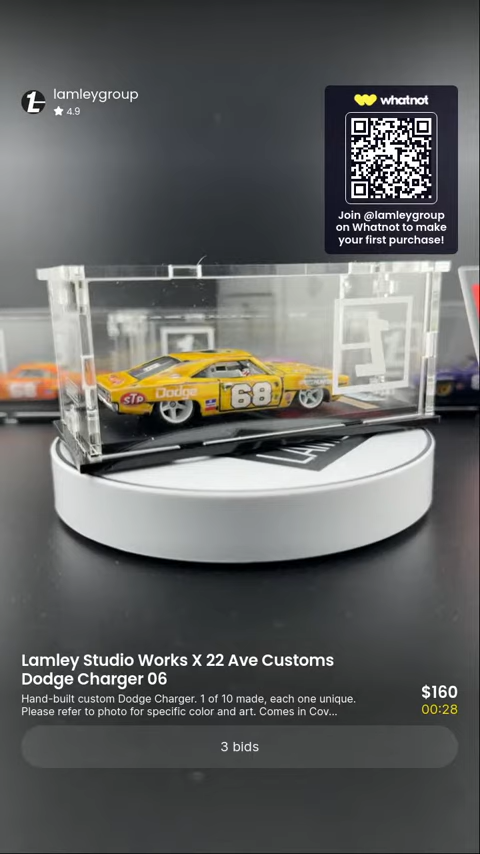 lamleygroup
4.9
whatnot
Join @lamleygroup
on Whatnot to make
your first purchase!
68
STP
Dodge
68
Lamley Studio Works X 22 Ave Customs
Dodge Charger 06
Hand-built custom Dodge Charger. 1 of 10 made, each one unique.
Please refer to photo for specific color and art. Comes in Cov...
$160
00:28
3 bids